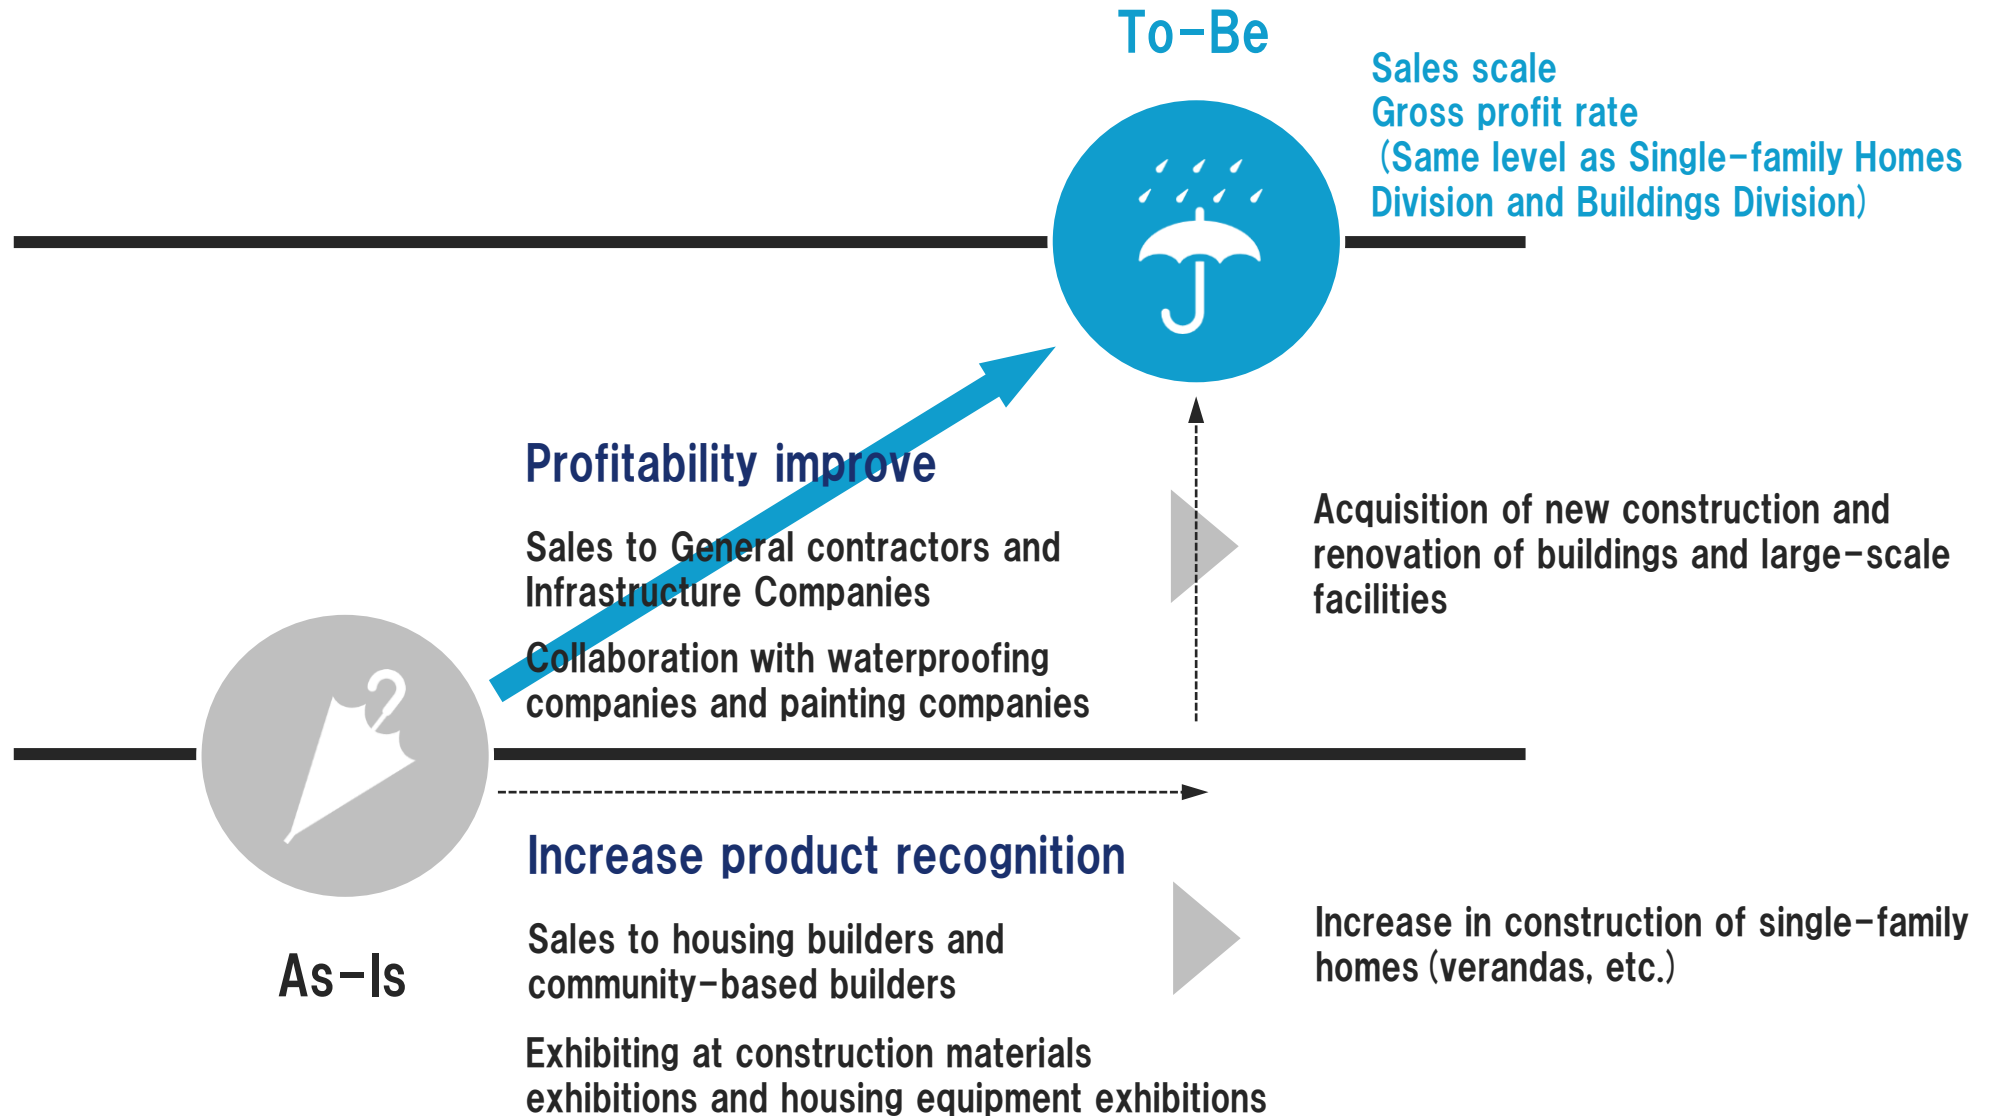 To-Be
Sales scale
Gross profit rate
(Same level as Single-family Homes
Division and Buildings Division)
Profitability improve
Sales to General contractors and
Infrastructure Companies
Collaboration with waterproofing
companies and painting companies
Acquisition of new construction and
renovation of buildings and large-scale
facilities
As-Is
Increase product recognition
Sales to housing builders and
community-based builders
Exhibiting at construction materials
exhibitions and housing equipment exhibitions
Increase in construction of single-family
homes (verandas, etc.)